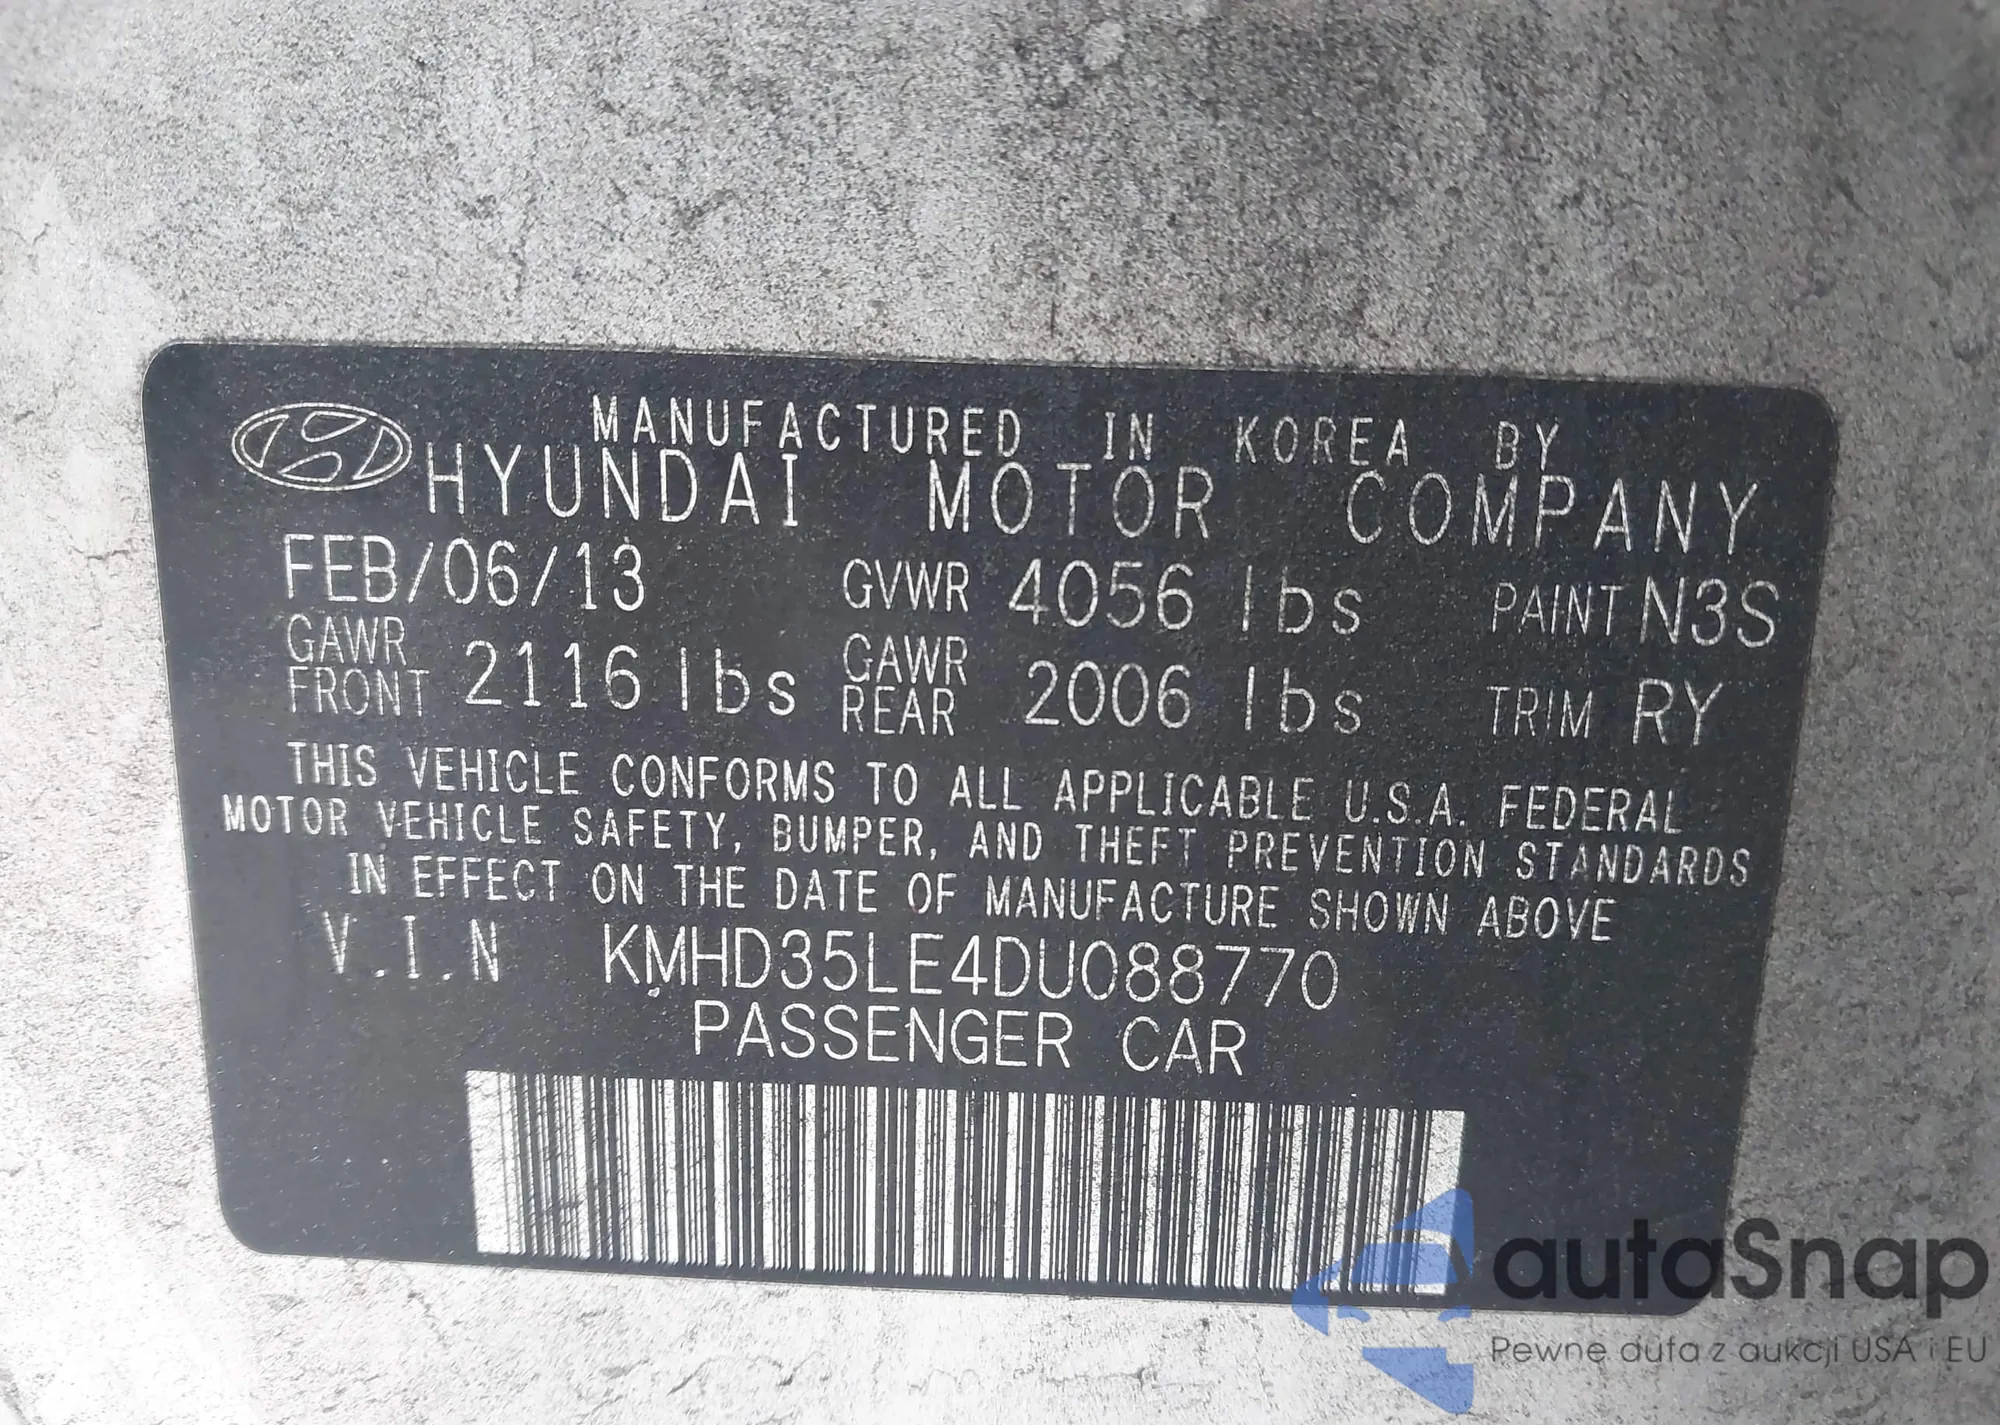 MANUFACTURED IN KOREA BY
HYUNDAI MOTOR COMPANY
FEB/06/13 GVWR 4056 lbs PAINT N3S
GAWR FRONT 2116 lbs GAWR REAR 2006 lbs TRIM RY
THIS VEHICLE CONFORMS TO ALL APPLICABLE U.S.A. FEDERAL
MOTOR VEHICLE SAFETY, BUMPER, AND THEFT PREVENTION STANDARDS
IN EFFECT ON THE DATE OF MANUFACTURE SHOWN ABOVE
V.I.N KMHD35LE4DU088770
PASSENGER CAR
autaSnap
Pewne auta z aukcji USA i EU